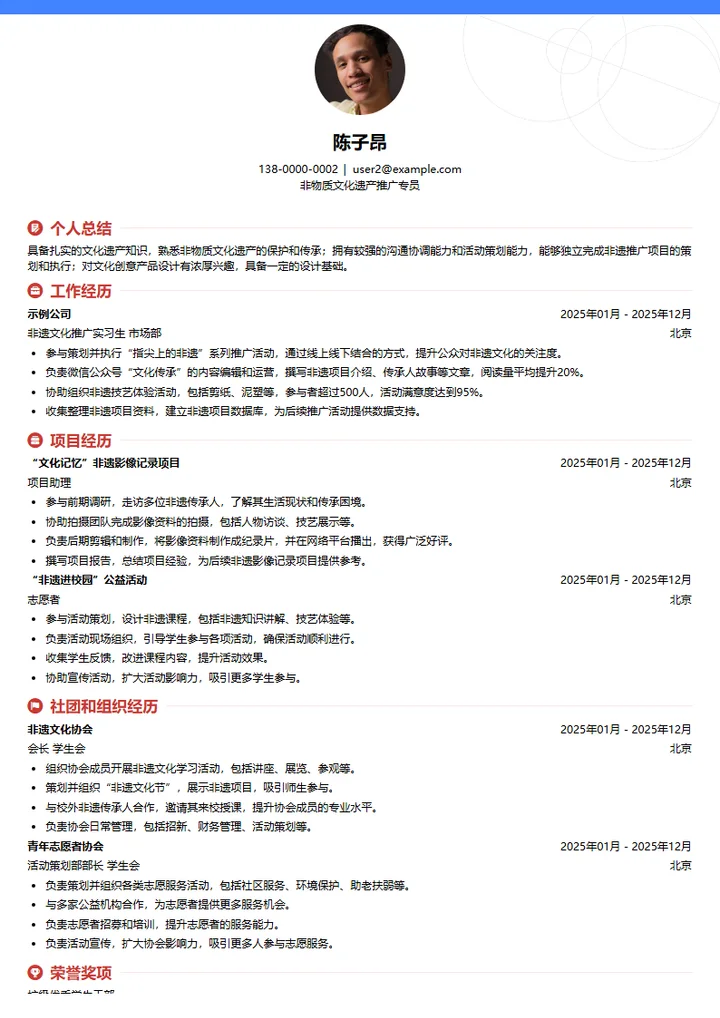 陈子昂
138-0000-0002 | user2@example.com
非物质文化遗产推广专员
个人总结
具备扎实的文化遗产知识，熟悉非物质文化遗产的保护和传承；拥有较强的沟通协调能力和活动策划能力，能够独立完成非遗推广项目的策
划和执行；对文化创意产品设计有浓厚兴趣，具备一定的设计基础。
工作经历
示例公司 2025年01月 - 2025年12月
非遗文化推广实习生 市场部 北京
• 参与策划并执行“指尖上的非遗”系列推广活动，通过线上线下结合的方式，提升公众对非遗文化的关注度。
• 负责微信公众号“文化传承”的内容编辑和运营，撰写非遗项目介绍、传承人故事等文章，阅读量平均提升20%。
• 协助组织非遗技艺体验活动，包括剪纸、泥塑等，参与者超过500人，活动满意度达到95%。
• 收集整理非遗项目资料，建立非遗项目数据库，为后续推广活动提供数据支持。
项目经历
“文化记忆”非遗影像记录项目 2025年01月 - 2025年12月
项目助理 北京
• 参与前期调研，走访多位非遗传承人，了解其生活现状和传承困境。
• 协助拍摄团队完成影像资料的拍摄，包括人物访谈、技艺展示等。
• 负责后期剪辑和制作，将影像资料制作成纪录片，并在网络平台播出，获得广泛好评。
• 撰写项目报告，总结项目经验，为后续非遗影像记录项目提供参考。
“非遗进校园”公益活动 2025年01月 - 2025年12月
志愿者 北京
• 参与活动策划，设计非遗课程，包括非遗知识讲解、技艺体验等。
• 负责活动现场组织，引导学生参与各项活动，确保活动顺利进行。
• 收集学生反馈，改进课程内容，提升活动效果。
• 协助宣传活动，扩大活动影响力，吸引更多学生参与。
社团和组织经历
非遗文化协会 2025年01月 - 2025年12月
会长 学生会 北京
• 组织协会成员开展非遗文化学习活动，包括讲座、展览、参观等。
• 策划并组织“非遗文化节”，展示非遗项目，吸引师生参与。
• 与校外非遗传承人合作，邀请其来校授课，提升协会成员的专业水平。
• 负责协会日常管理，包括招新、财务管理、活动策划等。
青年志愿者协会 2025年01月 - 2025年12月
活动策划部部长 学生会 北京
• 负责策划并组织各类志愿服务活动，包括社区服务、环境保护、助老扶弱等。
• 与多家公益机构合作，为志愿者提供更多服务机会。
• 负责志愿者招募和培训，提升志愿者的服务能力。
• 负责活动宣传，扩大协会影响力，吸引更多人参与志愿服务。
荣誉奖项